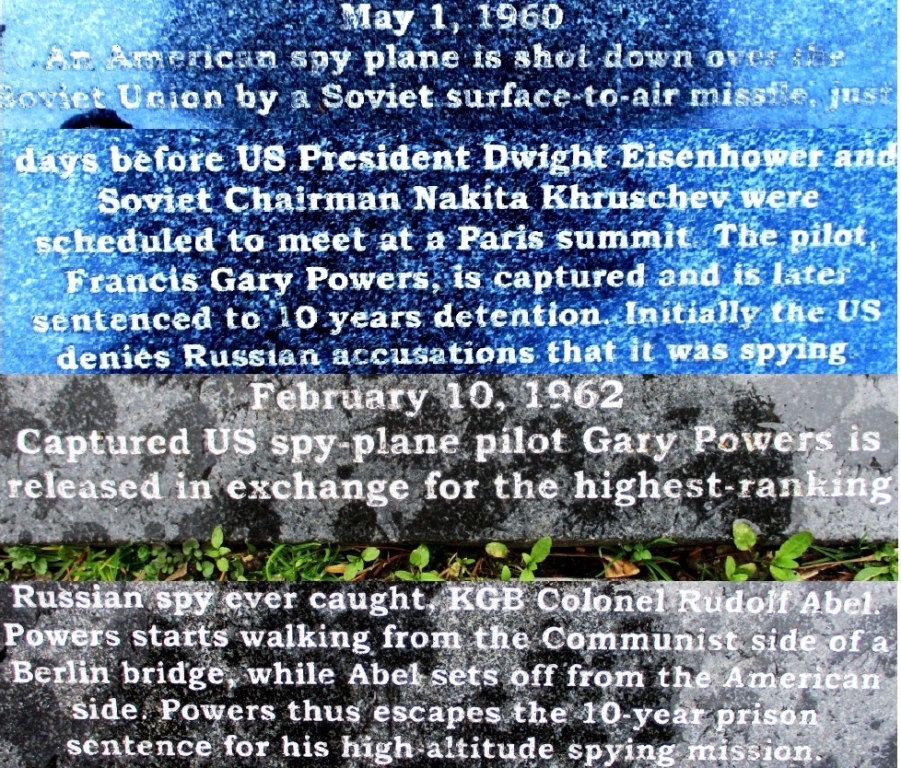 May 1, 1960
An American spy plane is shot down over the
Soviet Union by a Soviet surface-to-air missile, just
days before US President Dwight Eisenhower and
Soviet Chairman Nakita Khruschev were
scheduled to meet at a Paris summit. The pilot,
Francis Gary Powers, is captured and is later
sentenced to 10 years detention. Initially the US
denies Russian accusations that it was spying
February 10, 1962
Captured US spy-plane pilot Gary Powers is
released in exchange for the highest-ranking
Russian spy ever caught, KGB Colonel Rudolf Abel.
Powers starts walking from the Communist side of a
Berlin bridge, while Abel sets off from the American
side. Powers thus escapes the 10-year prison
sentence for his high-altitude spying mission.